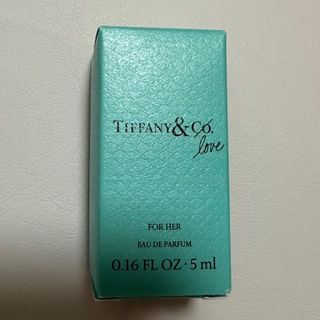 TIFFANY & CO.
love
FOR HER
EAU DE PARFUM
0.16 FL OZ · 5 ml